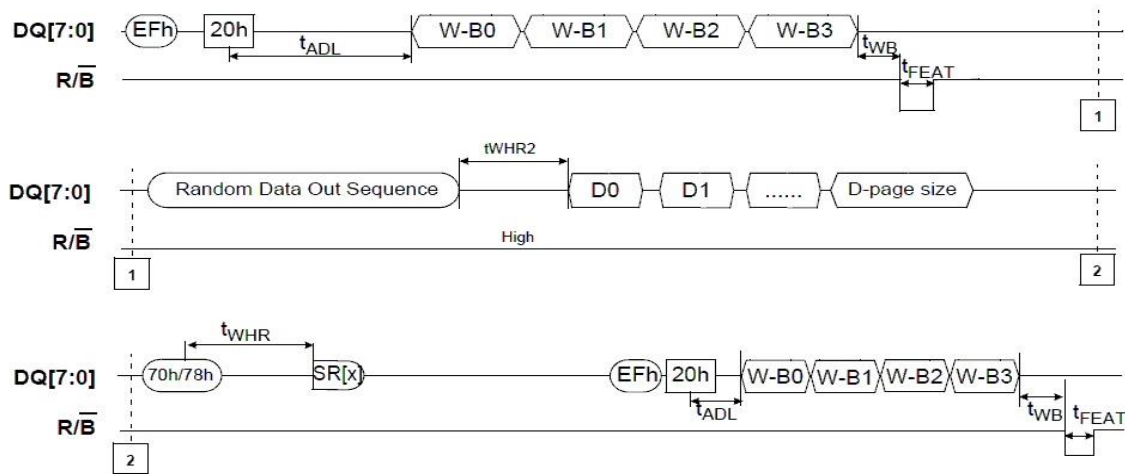 DQ[7:0] EFh 20h tADL W-B0 W-B1 W-B2 W-B3 tWB
R/B tFEAT
1
tWHR2
DQ[7:0] Random Data Out Sequence D0 D1 ...... D-page size
R/B High
1 2
tWHR
DQ[7:0] 70h/78h SR[x] EFh 20h tADL W-B0 W-B1 W-B2 W-B3
R/B tWB tFEAT
2